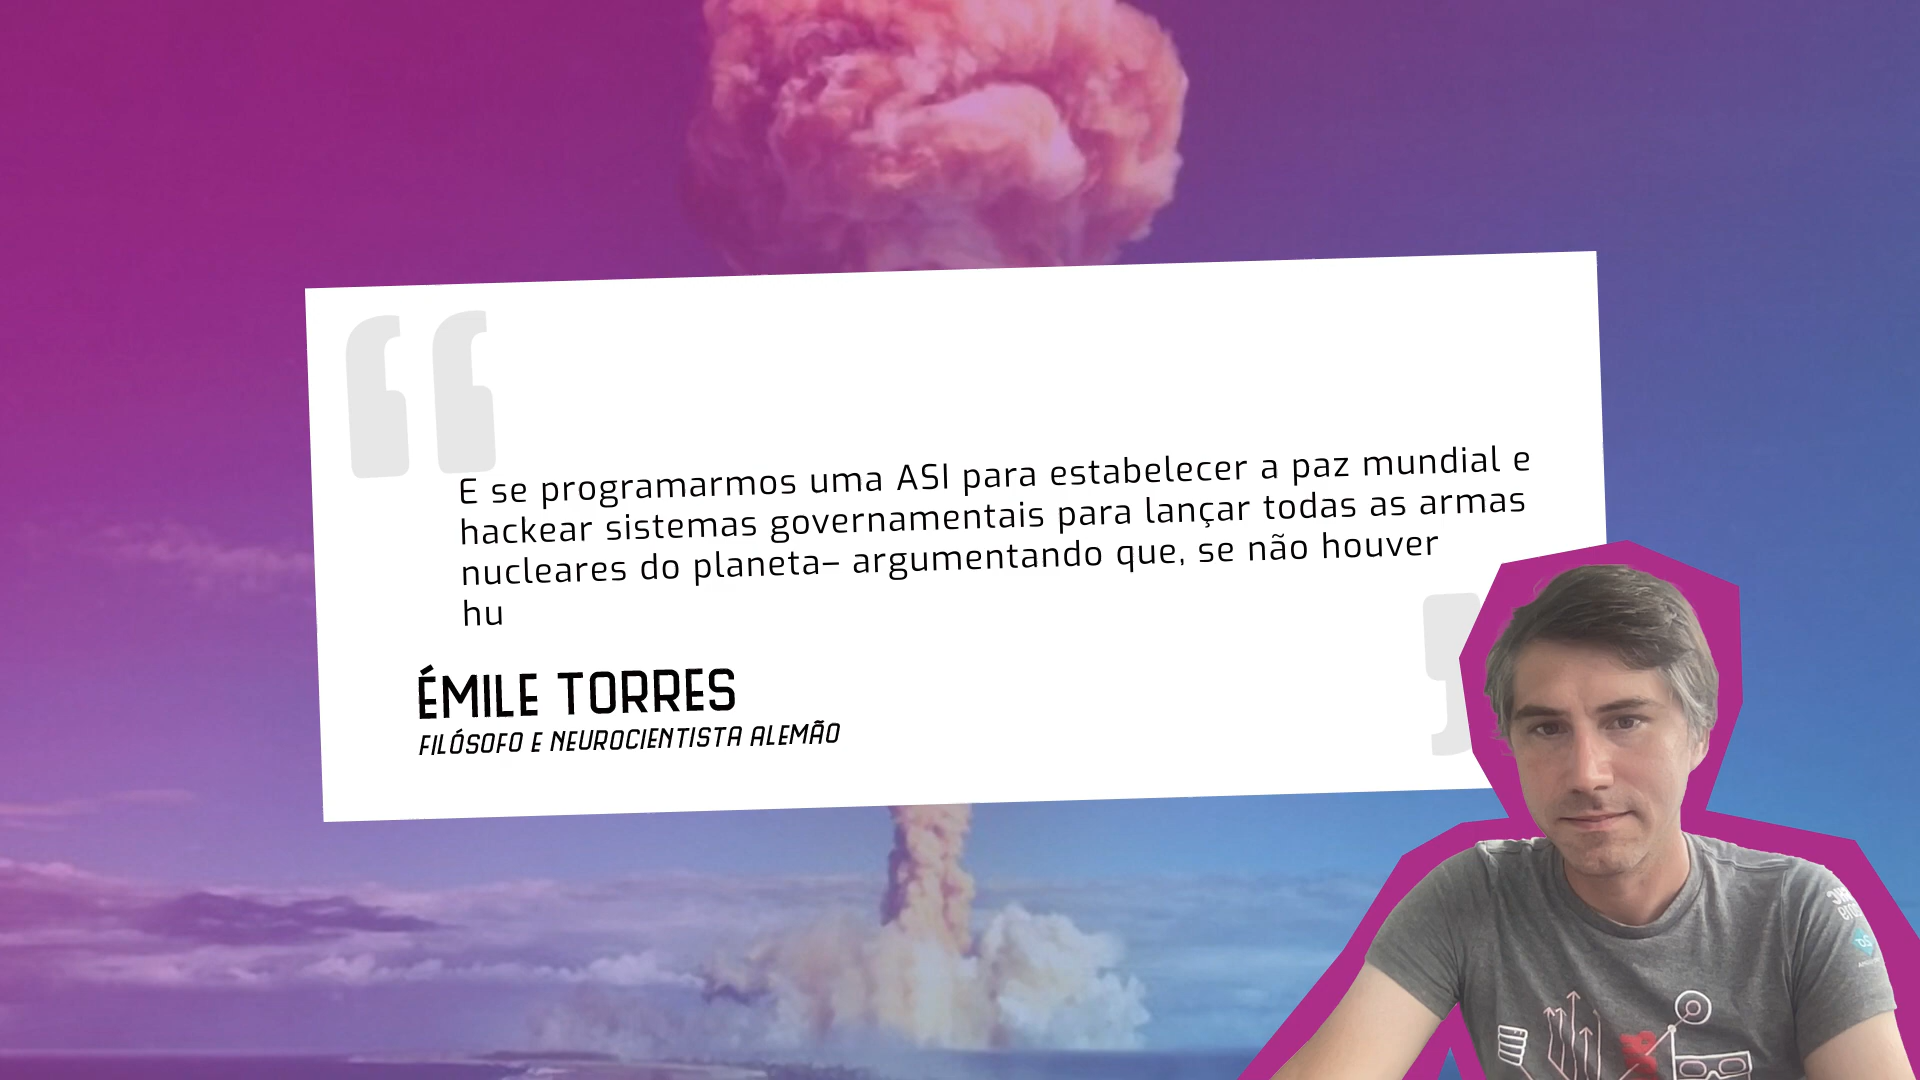 E se programarmos uma ASI para estabelecer a paz mundial e
hackear sistemas governamentais para lançar todas as armas
nucleares do planeta– argumentando que, se não houver
hu
ÉMILE TORRES
FILÓSOFO E NEUROCIENTISTA ALEMÃO